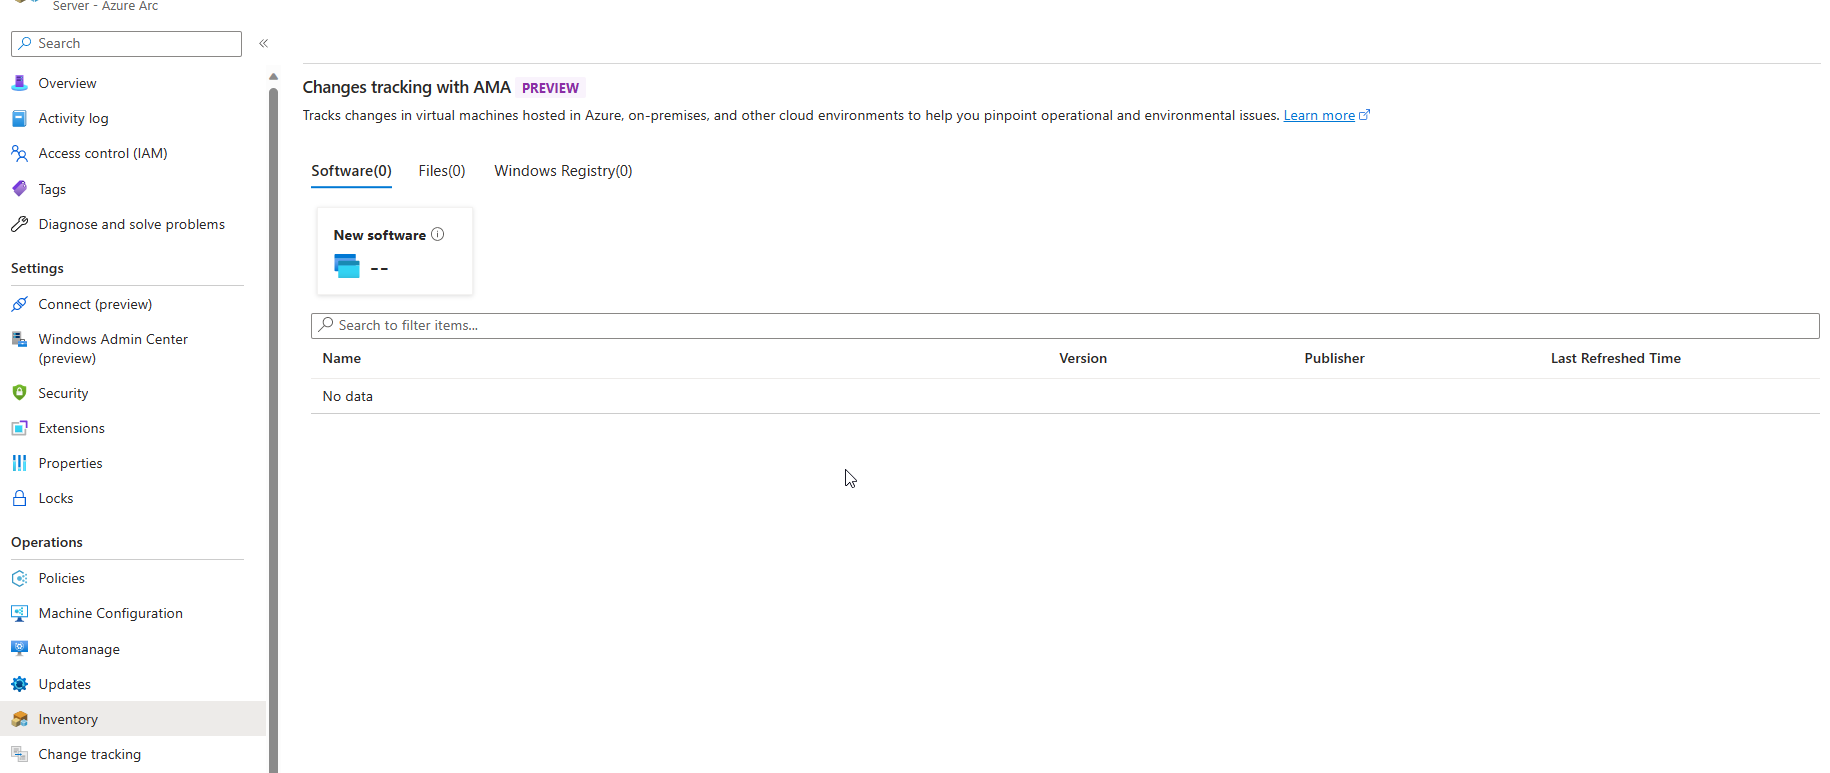 Server - Azure Arc
Search
«
Overview
Activity log
Access control (IAM)
Tags
Diagnose and solve problems
Settings
Connect (preview)
Windows Admin Center
(preview)
Security
Extensions
Properties
Locks
Operations
Policies
Machine Configuration
Automanage
Updates
Inventory
Change tracking
Changes tracking with AMA PREVIEW
Tracks changes in virtual machines hosted in Azure, on-premises, and other cloud environments to help you pinpoint operational and environmental issues. Learn more
Software(0) Files(0) Windows Registry(0)
New software
--
Search to filter items...
Name Version Publisher Last Refreshed Time
No data